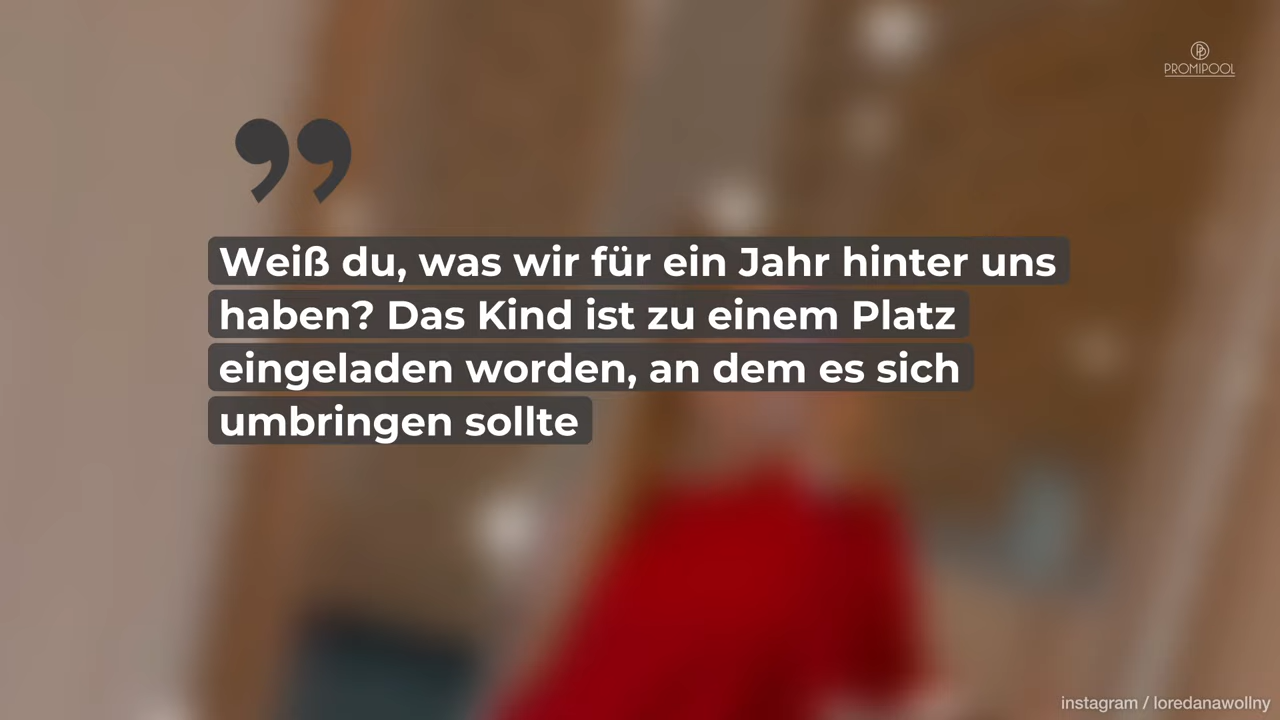 PROMIPOOL
”
Weiß du, was wir für ein Jahr hinter uns
haben? Das Kind ist zu einem Platz
eingeladen worden, an dem es sich
umbringen sollte
instagram / loredanawollny